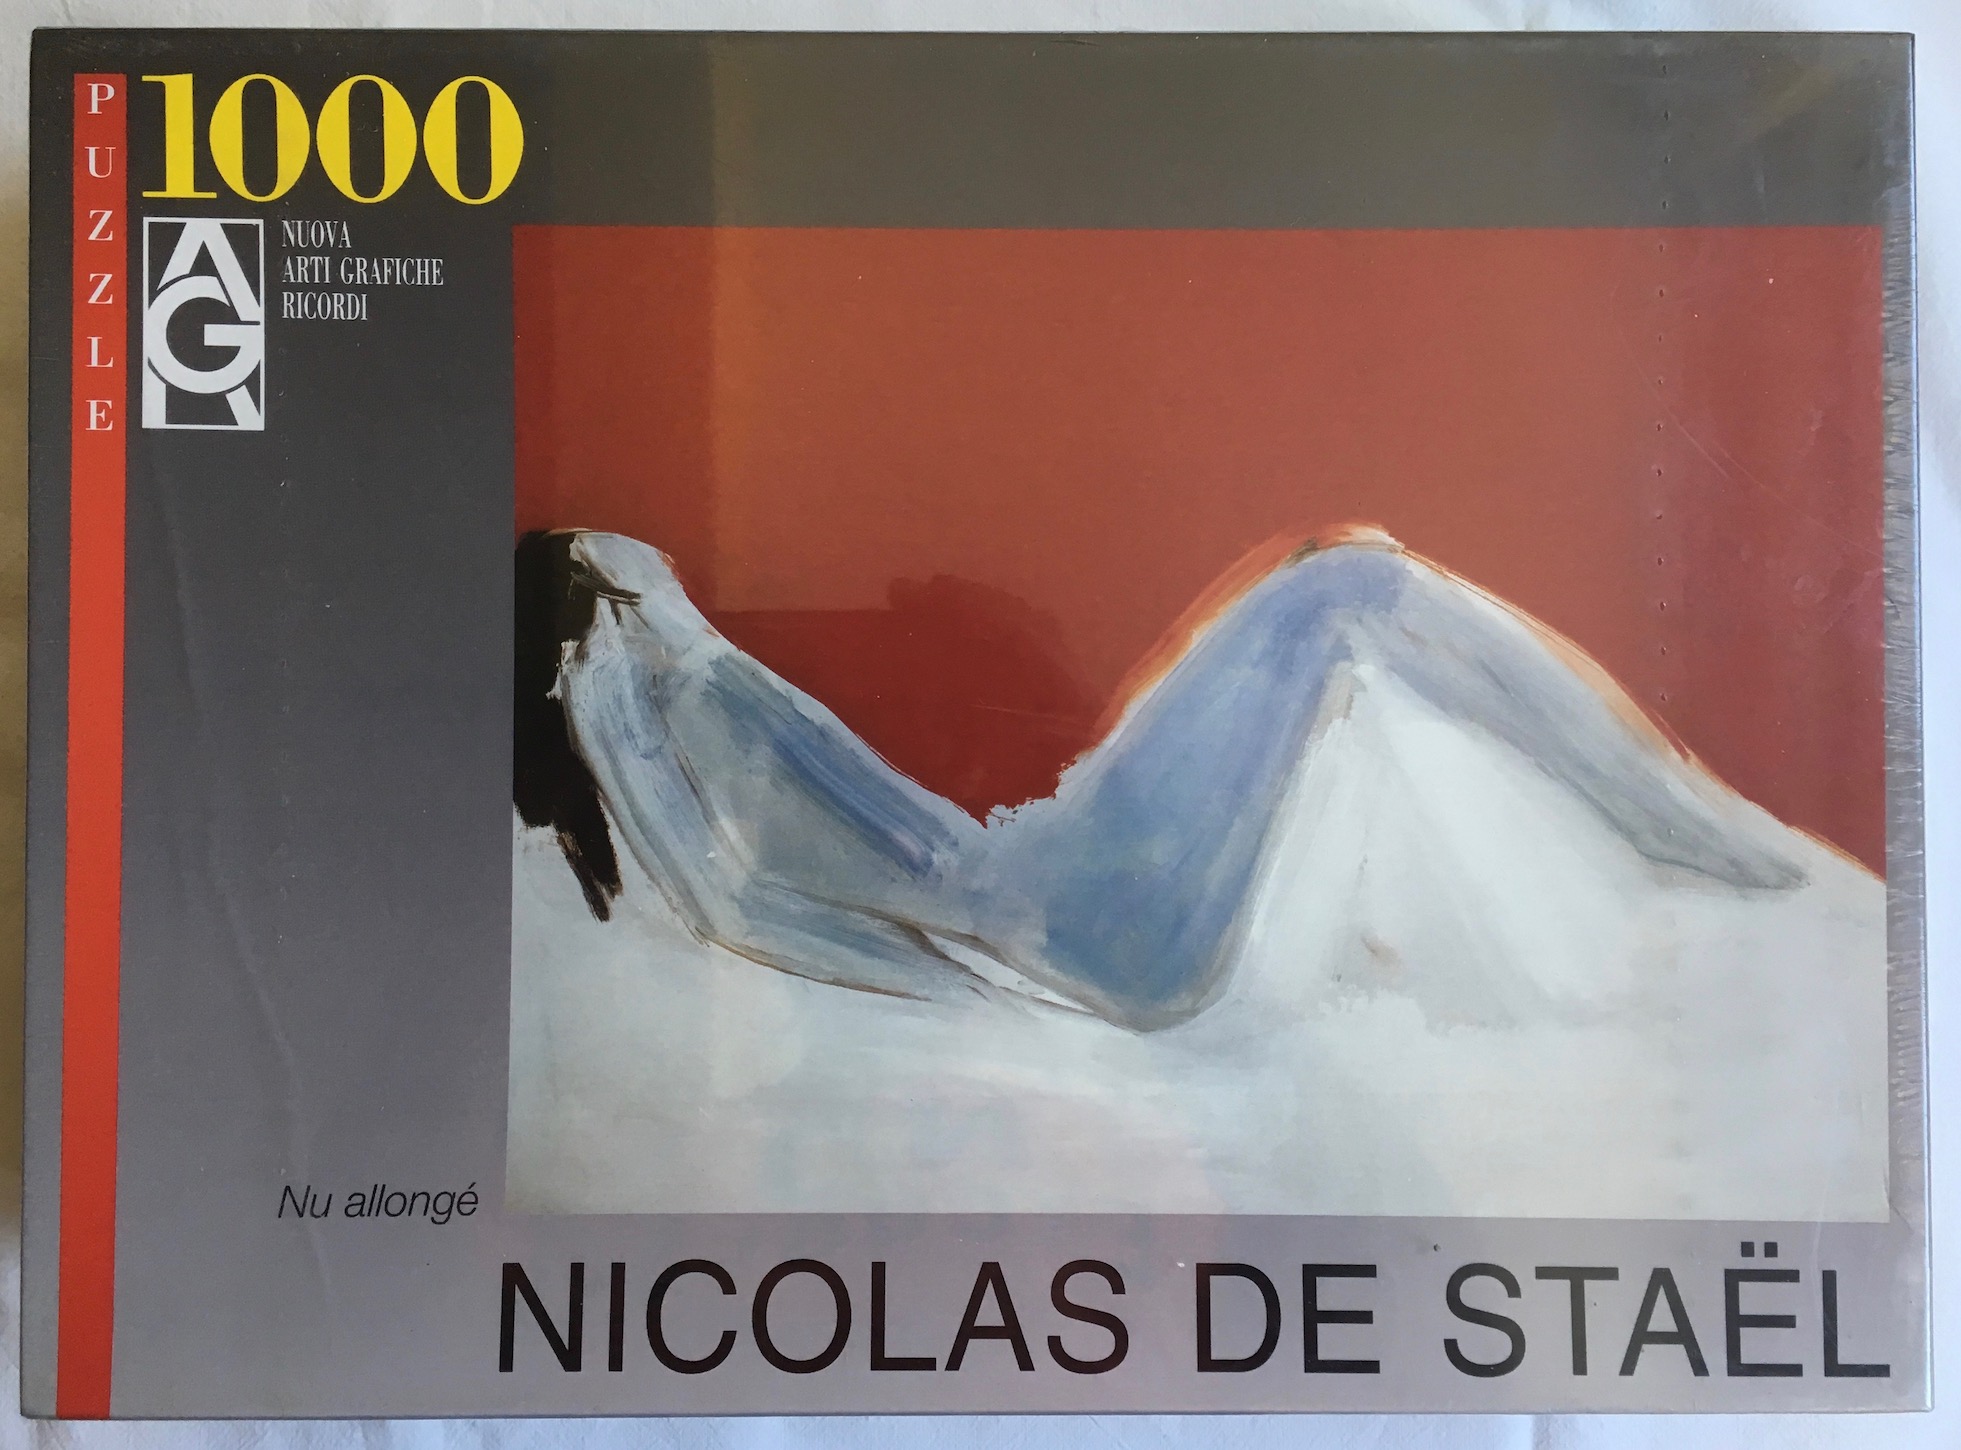 PUZZLE
1000
AGR
NUOVA
ARTI GRAFICHE
RICORDI
Nu allongé
NICOLAS DE STAËL